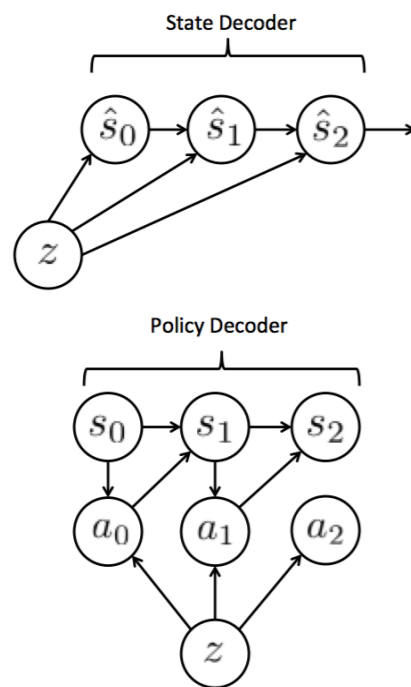 State Decoder
ŝ₀ ŝ₁ ŝ₂
z
Policy Decoder
s₀ s₁ s₂
a₀ a₁ a₂
z